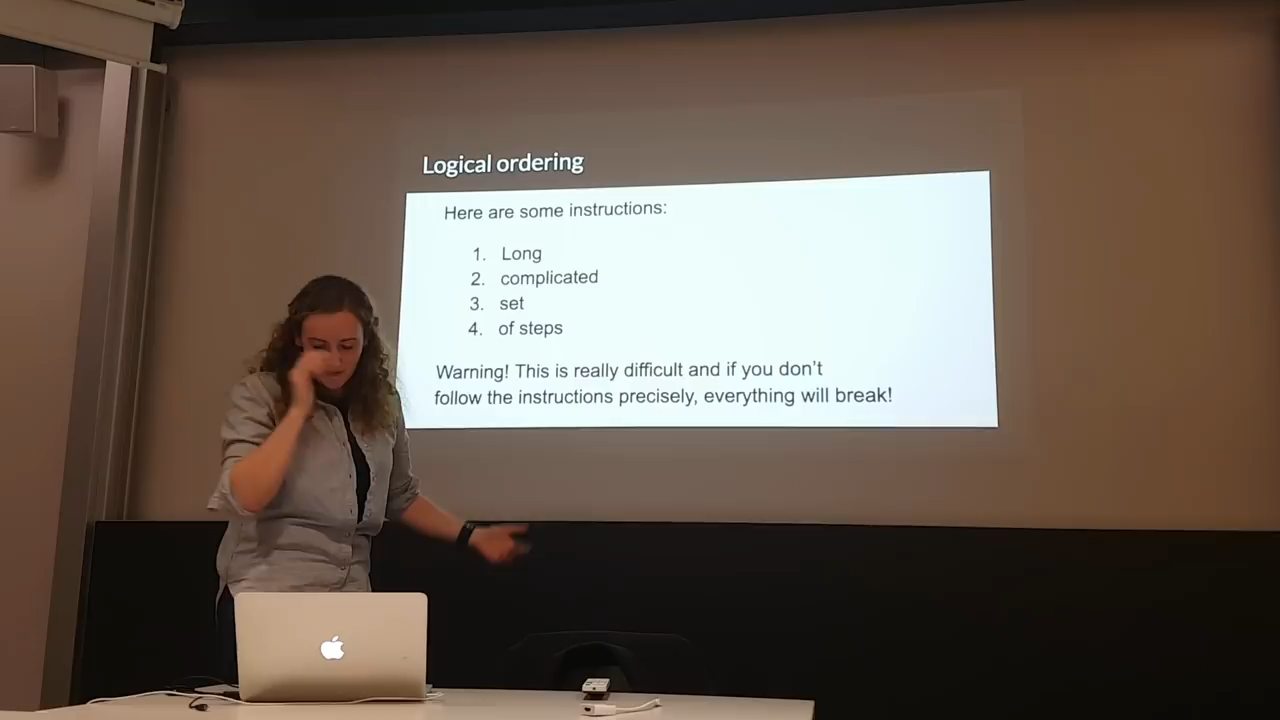 Logical ordering
Here are some instructions:
1. Long
2. complicated
3. set
4. of steps
Warning! This is really difficult and if you don't
follow the instructions precisely, everything will break!